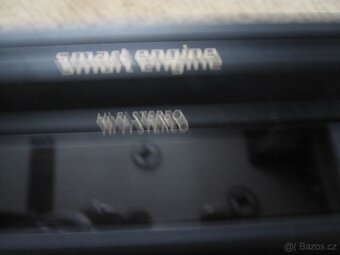 smart engine
HI-FI STEREO
(C) Bazos.cz